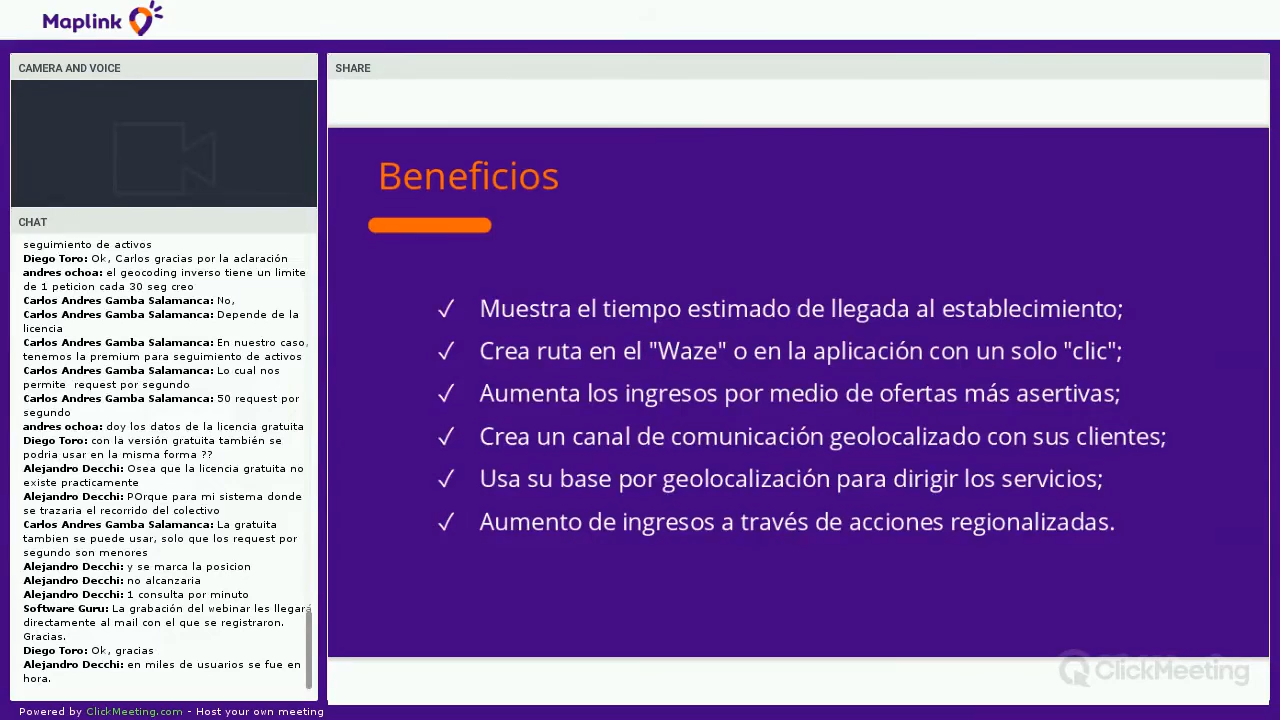 Maplink
CAMERA AND VOICE
CHAT
seguimiento de activos
Diego Toro: Ok, Carlos gracias por la aclaración
andres ochoa: el geocoding inverso tiene un limite
de 1 peticion cada 30 seg creo
Carlos Andres Gamba Salamanca: No,
Carlos Andres Gamba Salamanca: Depende de la
licencia
Carlos Andres Gamba Salamanca: En nuestro caso,
tenemos la premium para seguimiento de activos
Carlos Andres Gamba Salamanca: Lo cual nos
permite request por segundo
Carlos Andres Gamba Salamanca: 50 request por
segundo
andres ochoa: doy los datos de la licencia gratuita
Diego Toro: con la versión gratuita también se
podria usar en la misma forma ??
Alejandro Decchi: Osea que la licencia gratuita no
existe practicamente
Alejandro Decchi: POrque para mi sistema donde
se trazaria el recorrido del colectivo
Carlos Andres Gamba Salamanca: La gratuita
tambien se puede usar, solo que los request por
segundo son menores
Alejandro Decchi: y se marca la posicion
Alejandro Decchi: no alcanzaria
Alejandro Decchi: 1 consulta por minuto
Software Guru: La grabación del webinar les llegará
directamente al mail con el que se registraron.
Gracias.
Diego Toro: Ok, gracias
Alejandro Decchi: en miles de usuarios se fue en
hora.
SHARE
Beneficios
✓ Muestra el tiempo estimado de llegada al establecimiento;
✓ Crea ruta en el "Waze" o en la aplicación con un solo "clic";
✓ Aumenta los ingresos por medio de ofertas más asertivas;
✓ Crea un canal de comunicación geolocalizado con sus clientes;
✓ Usa su base por geolocalización para dirigir los servicios;
✓ Aumento de ingresos a través de acciones regionalizadas.
ClickMeeting
Powered by ClickMeeting.com - Host your own meeting